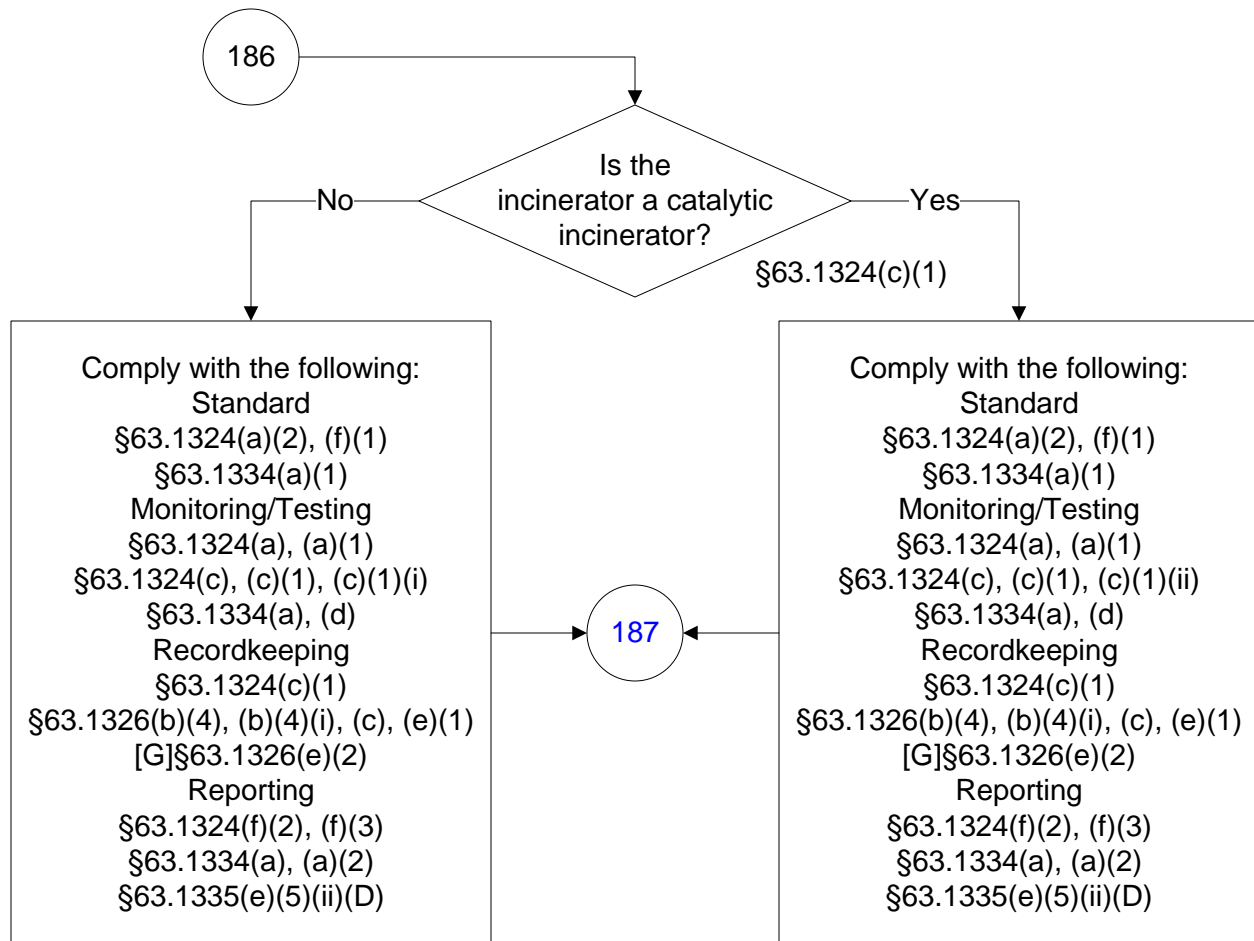 186
Is the
incinerator a catalytic
incinerator?
No
Yes
§63.1324(c)(1)
Comply with the following:
Standard
§63.1324(a)(2), (f)(1)
§63.1334(a)(1)
Monitoring/Testing
§63.1324(a), (a)(1)
§63.1324(c), (c)(1), (c)(1)(i)
§63.1334(a), (d)
Recordkeeping
§63.1324(c)(1)
§63.1326(b)(4), (b)(4)(i), (c), (e)(1)
[G]§63.1326(e)(2)
Reporting
§63.1324(f)(2), (f)(3)
§63.1334(a), (a)(2)
§63.1335(e)(5)(ii)(D)
187
Comply with the following:
Standard
§63.1324(a)(2), (f)(1)
§63.1334(a)(1)
Monitoring/Testing
§63.1324(a), (a)(1)
§63.1324(c), (c)(1), (c)(1)(ii)
§63.1334(a), (d)
Recordkeeping
§63.1324(c)(1)
§63.1326(b)(4), (b)(4)(i), (c), (e)(1)
[G]§63.1326(e)(2)
Reporting
§63.1324(f)(2), (f)(3)
§63.1334(a), (a)(2)
§63.1335(e)(5)(ii)(D)